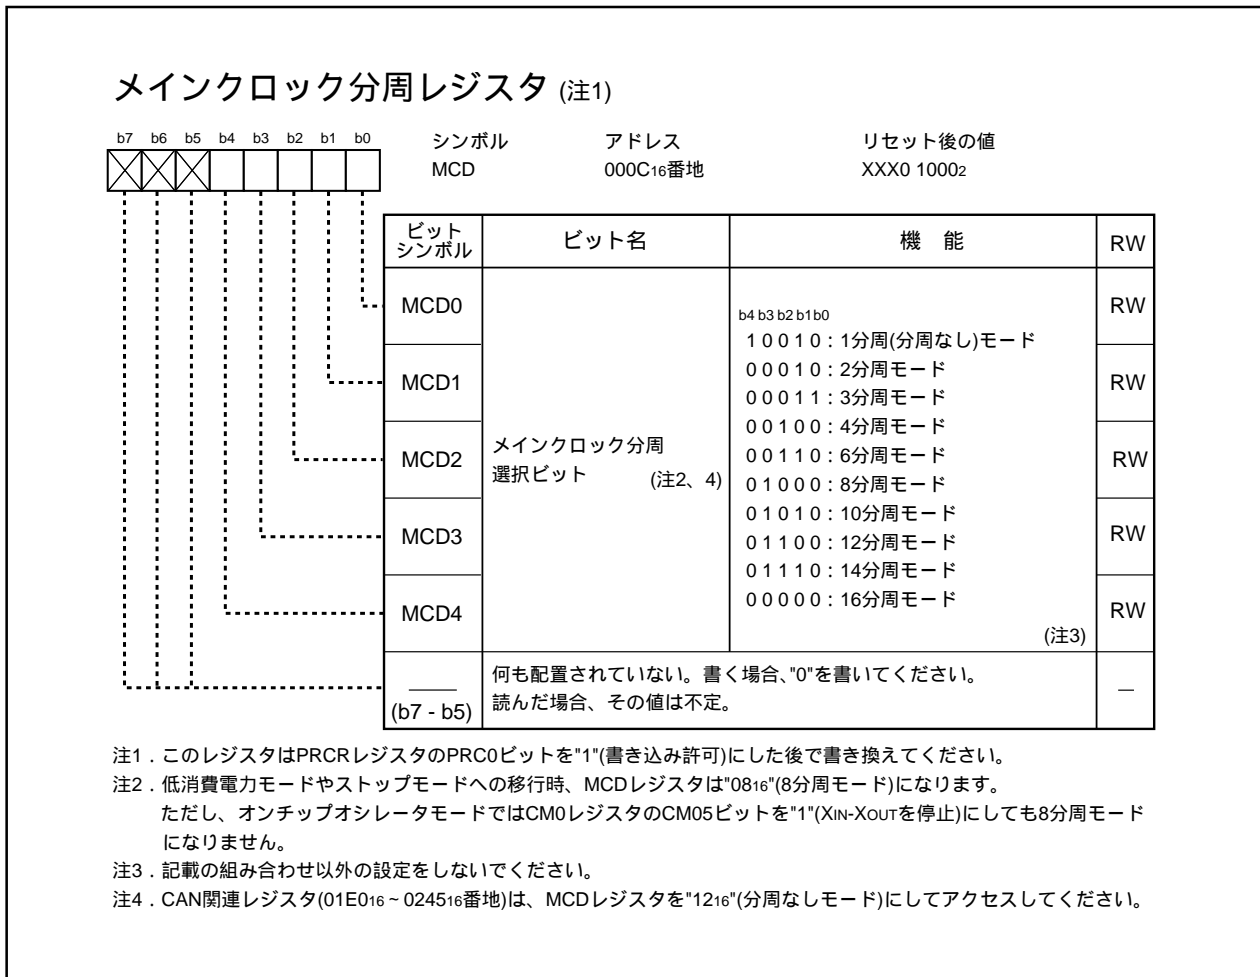 メインクロック分周レジスタ (注1)
b7 b6 b5 b4 b3 b2 b1 b0
シンボル アドレス リセット後の値
MCD 000C16番地 XXX0 10002
ビット
シンボル
ビット名
機 能
RW
MCD0
RW
MCD1
RW
MCD2
RW
MCD3
RW
MCD4
RW
メインクロック分周
選択ビット (注2、4)
b4 b3 b2 b1 b0
1 0 0 1 0 : 1分周(分周なし)モード
0 0 0 1 0 : 2分周モード
0 0 0 1 1 : 3分周モード
0 0 1 0 0 : 4分周モード
0 0 1 1 0 : 6分周モード
0 1 0 0 0 : 8分周モード
0 1 0 1 0 : 10分周モード
0 1 1 0 0 : 12分周モード
0 1 1 1 0 : 14分周モード
0 0 0 0 0 : 16分周モード
(注3)
(b7 - b5)
何も配置されていない。書く場合、"0"を書いてください。
読んだ場合、その値は不定。
—
注1．このレジスタはPRCRレジスタのPRC0ビットを"1"(書き込み許可)にした後で書き換えてください。
注2．低消費電力モードやストップモードへの移行時、MCDレジスタは"0816"(8分周モード)になります。
ただし、オンチップオシレータモードではCM0レジスタのCM05ビットを"1"(XIN-XOUTを停止)にしても8分周モード
になりません。
注3．記載の組み合わせ以外の設定をしないでください。
注4．CAN関連レジスタ(01E016 ~ 024516番地)は、MCDレジスタを"1216"(分周なしモード)にしてアクセスしてください。